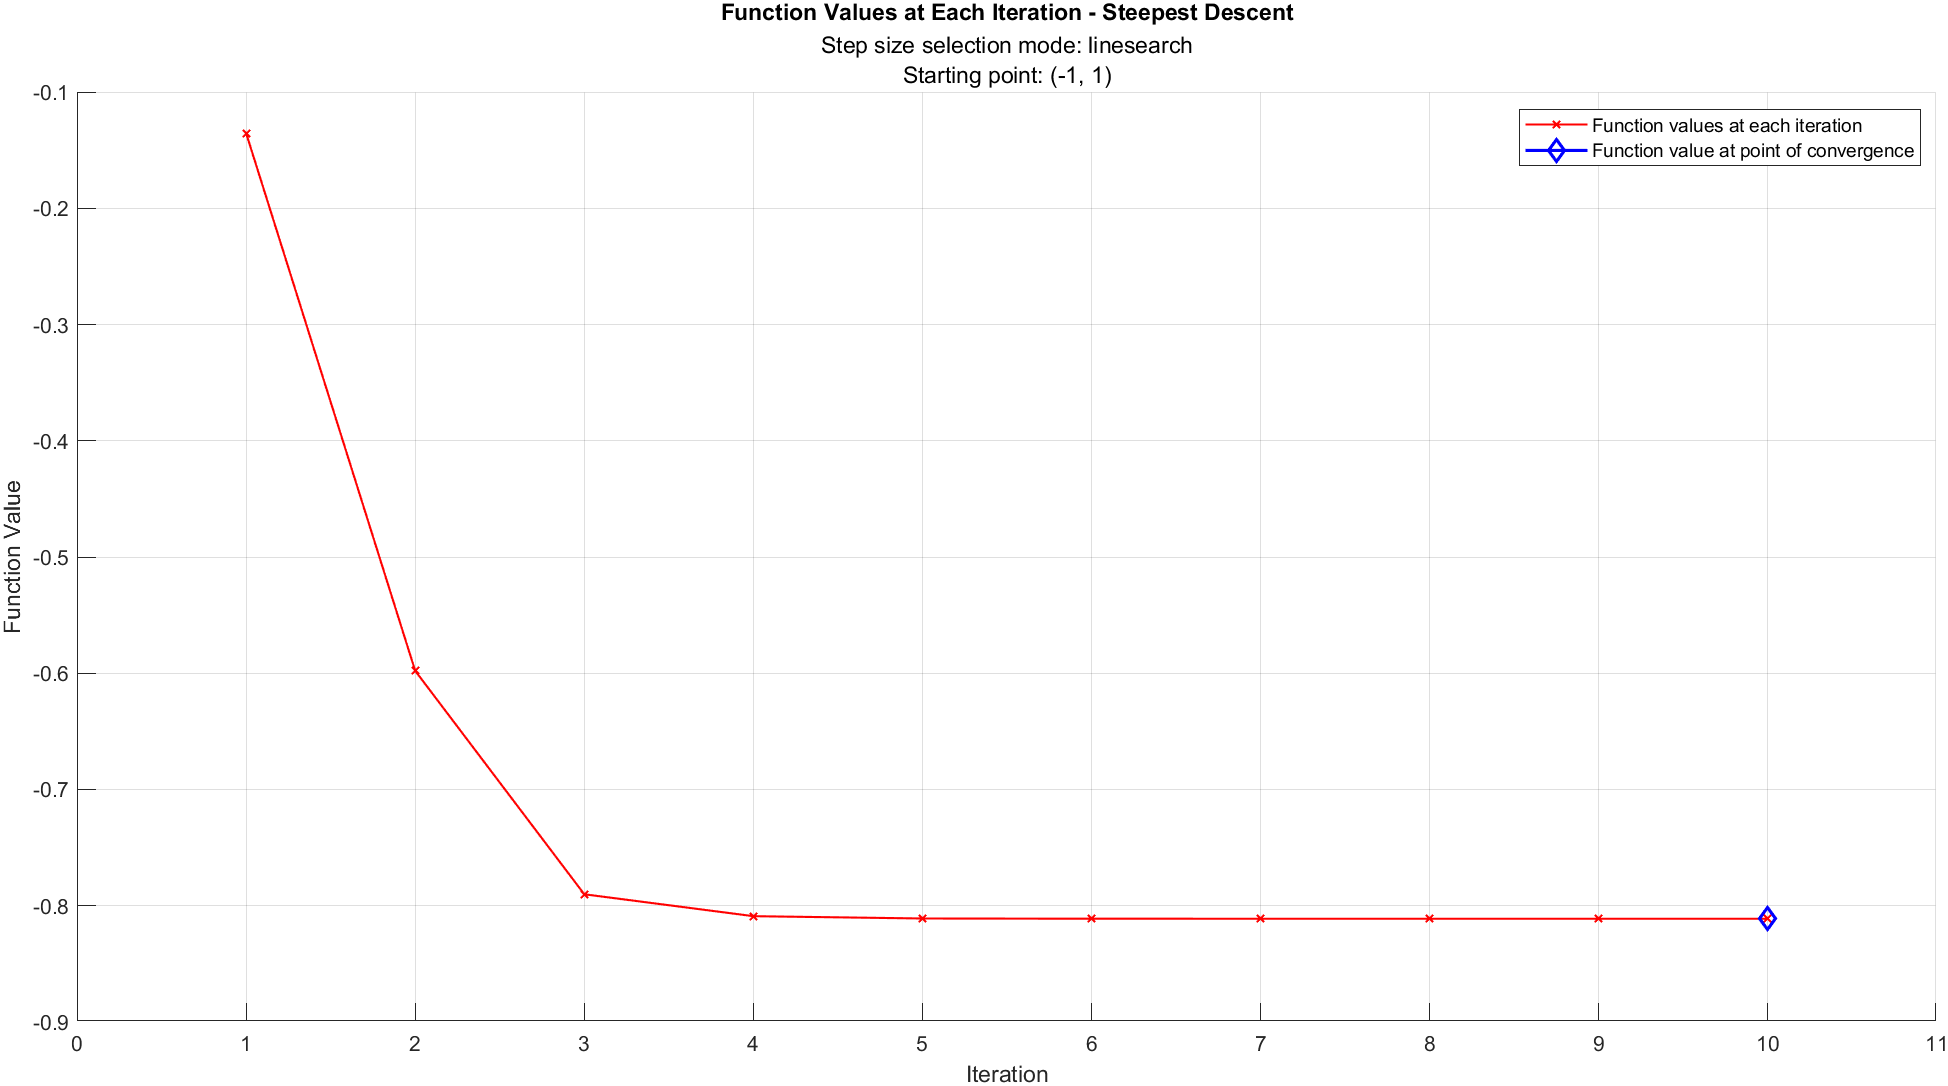 Function Values at Each Iteration - Steepest Descent
Step size selection mode: linesearch
Starting point: (-1, 1)
Function values at each iteration
Function value at point of convergence
Function Value
-0.1
-0.2
-0.3
-0.4
-0.5
-0.6
-0.7
-0.8
-0.9
0 1 2 3 4 5 6 7 8 9 10 11
Iteration